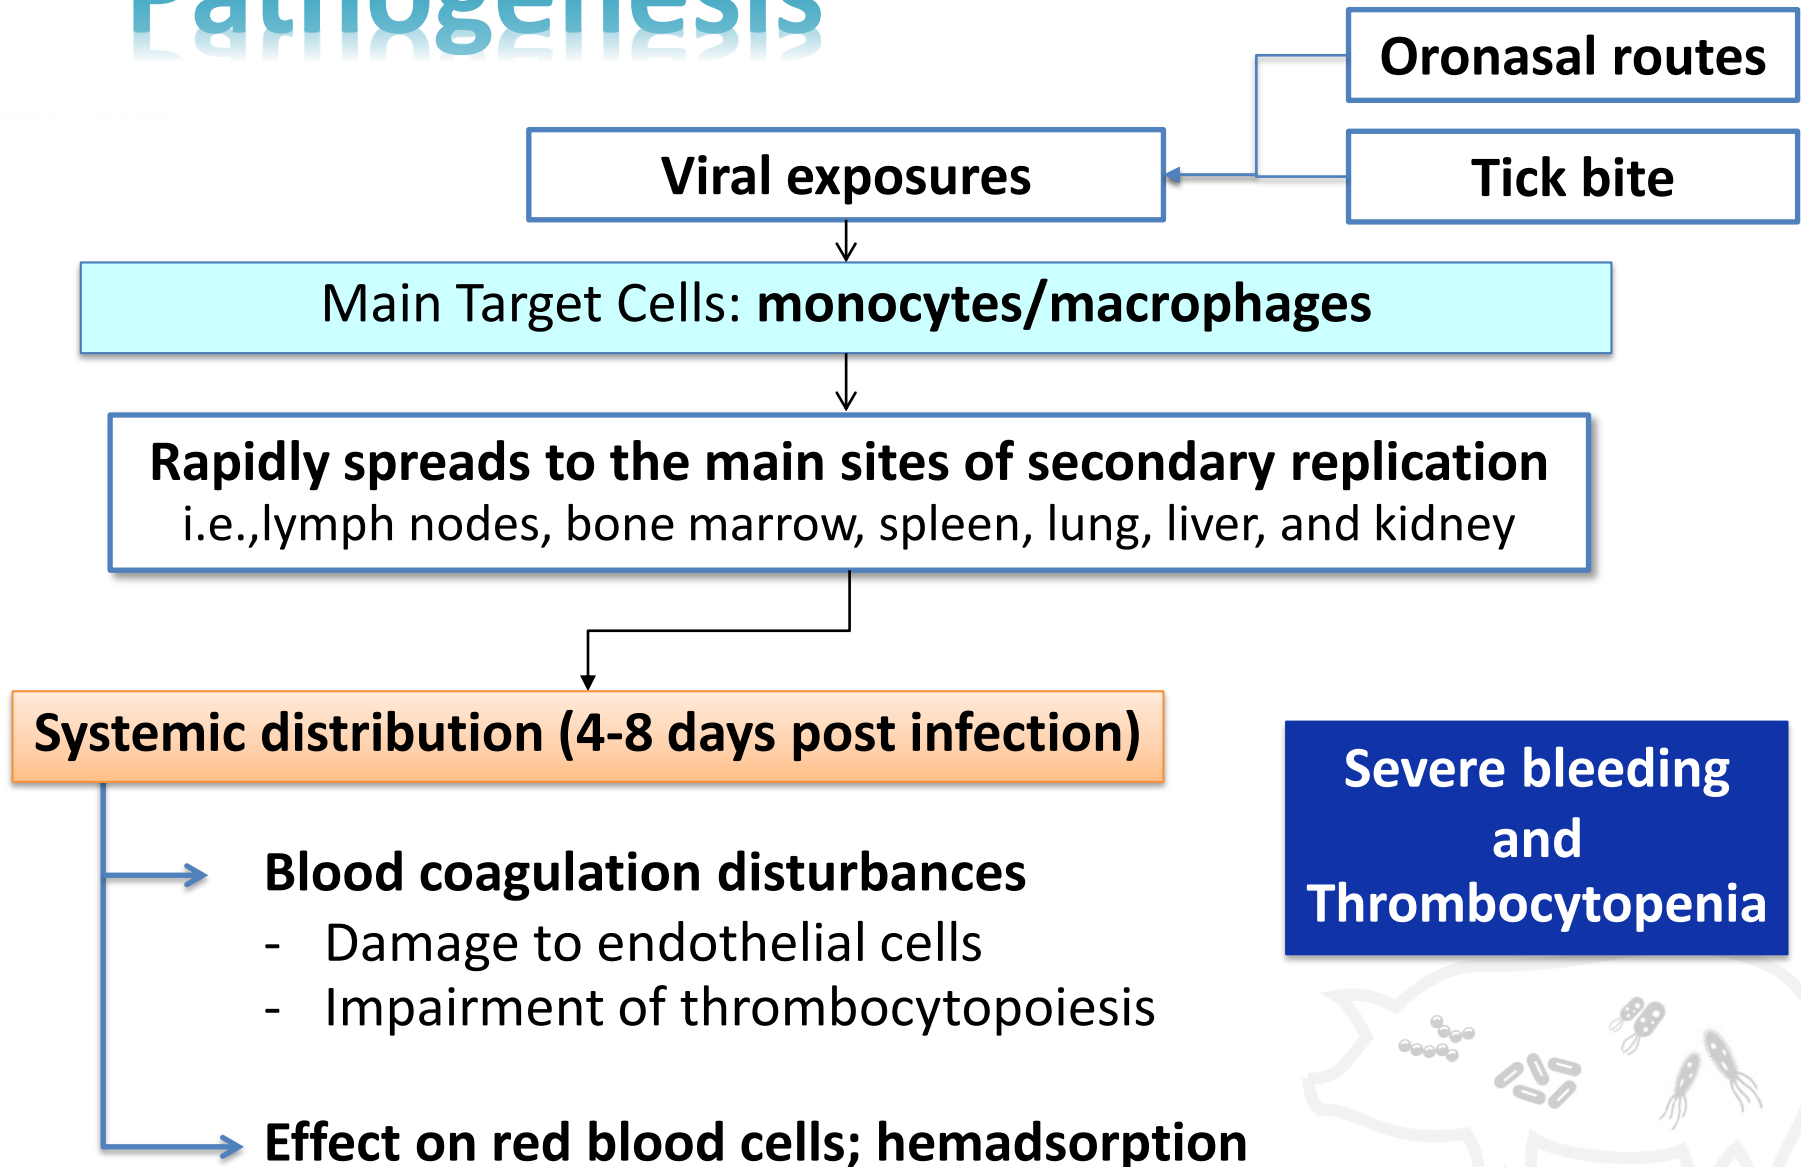 Pathogenesis
Oronasal routes
Viral exposures
Tick bite
Main Target Cells: monocytes/macrophages
Rapidly spreads to the main sites of secondary replication
i.e.,lymph nodes, bone marrow, spleen, lung, liver, and kidney
Systemic distribution (4-8 days post infection)
Severe bleeding
and
Thrombocytopenia
Blood coagulation disturbances
- Damage to endothelial cells
- Impairment of thrombocytopoiesis
Effect on red blood cells; hemadsorption